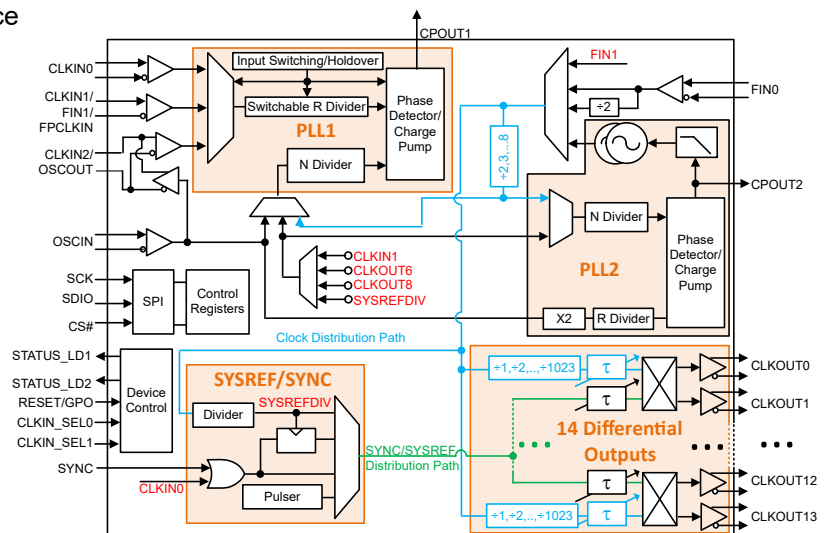 ce
CPOUT1
CLKIN0
CLKIN1/
FIN1/
FPCLKIN
CLKIN2/
OSCOUT
OSCIN
Input Switching/Holdover
Switchable R Divider
PLL1
N Divider
Phase
Detector/
Charge
Pump
FIN1
FIN0
÷2
÷2,3,...8
CPOUT2
N Divider
PLL2
Phase
Detector/
Charge
Pump
X2
R Divider
CLKIN1
CLKOUT6
CLKOUT8
SYSREFDIV
SCK
SDIO
CS#
SPI
Control
Registers
Clock Distribution Path
STATUS_LD1
STATUS_LD2
RESET/GPO
CLKIN_SEL0
CLKIN_SEL1
Device
Control
SYNC
CLKIN0
SYSREF/SYNC
Divider
SYSREFDIV
Pulser
SYNC/SYSREF
Distribution Path
÷1,÷2,..,÷1023
τ
τ
CLKOUT0
CLKOUT1
14 Differential
Outputs
τ
÷1,÷2,..,÷1023
τ
CLKOUT12
CLKOUT13